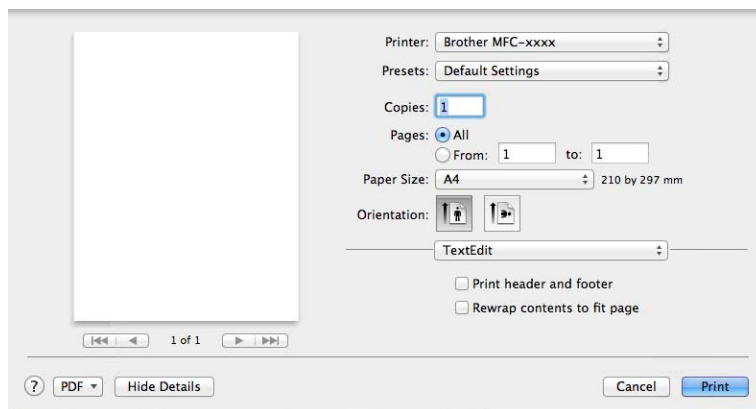 Printer: Brother MFC-xxxx
Presets: Default Settings
Copies: 1
Pages: All
From: 1 to: 1
Paper Size: A4 210 by 297 mm
Orientation:
TextEdit
Print header and footer
Rewrap contents to fit page
1 of 1
? PDF Hide Details Cancel Print